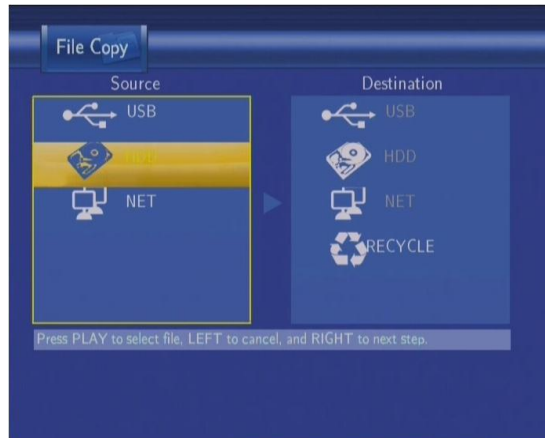 File Copy
Source
Destination
USB
HDD
NET
USB
HDD
NET
RECYCLE
Press PLAY to select file, LEFT to cancel, and RIGHT to next step.